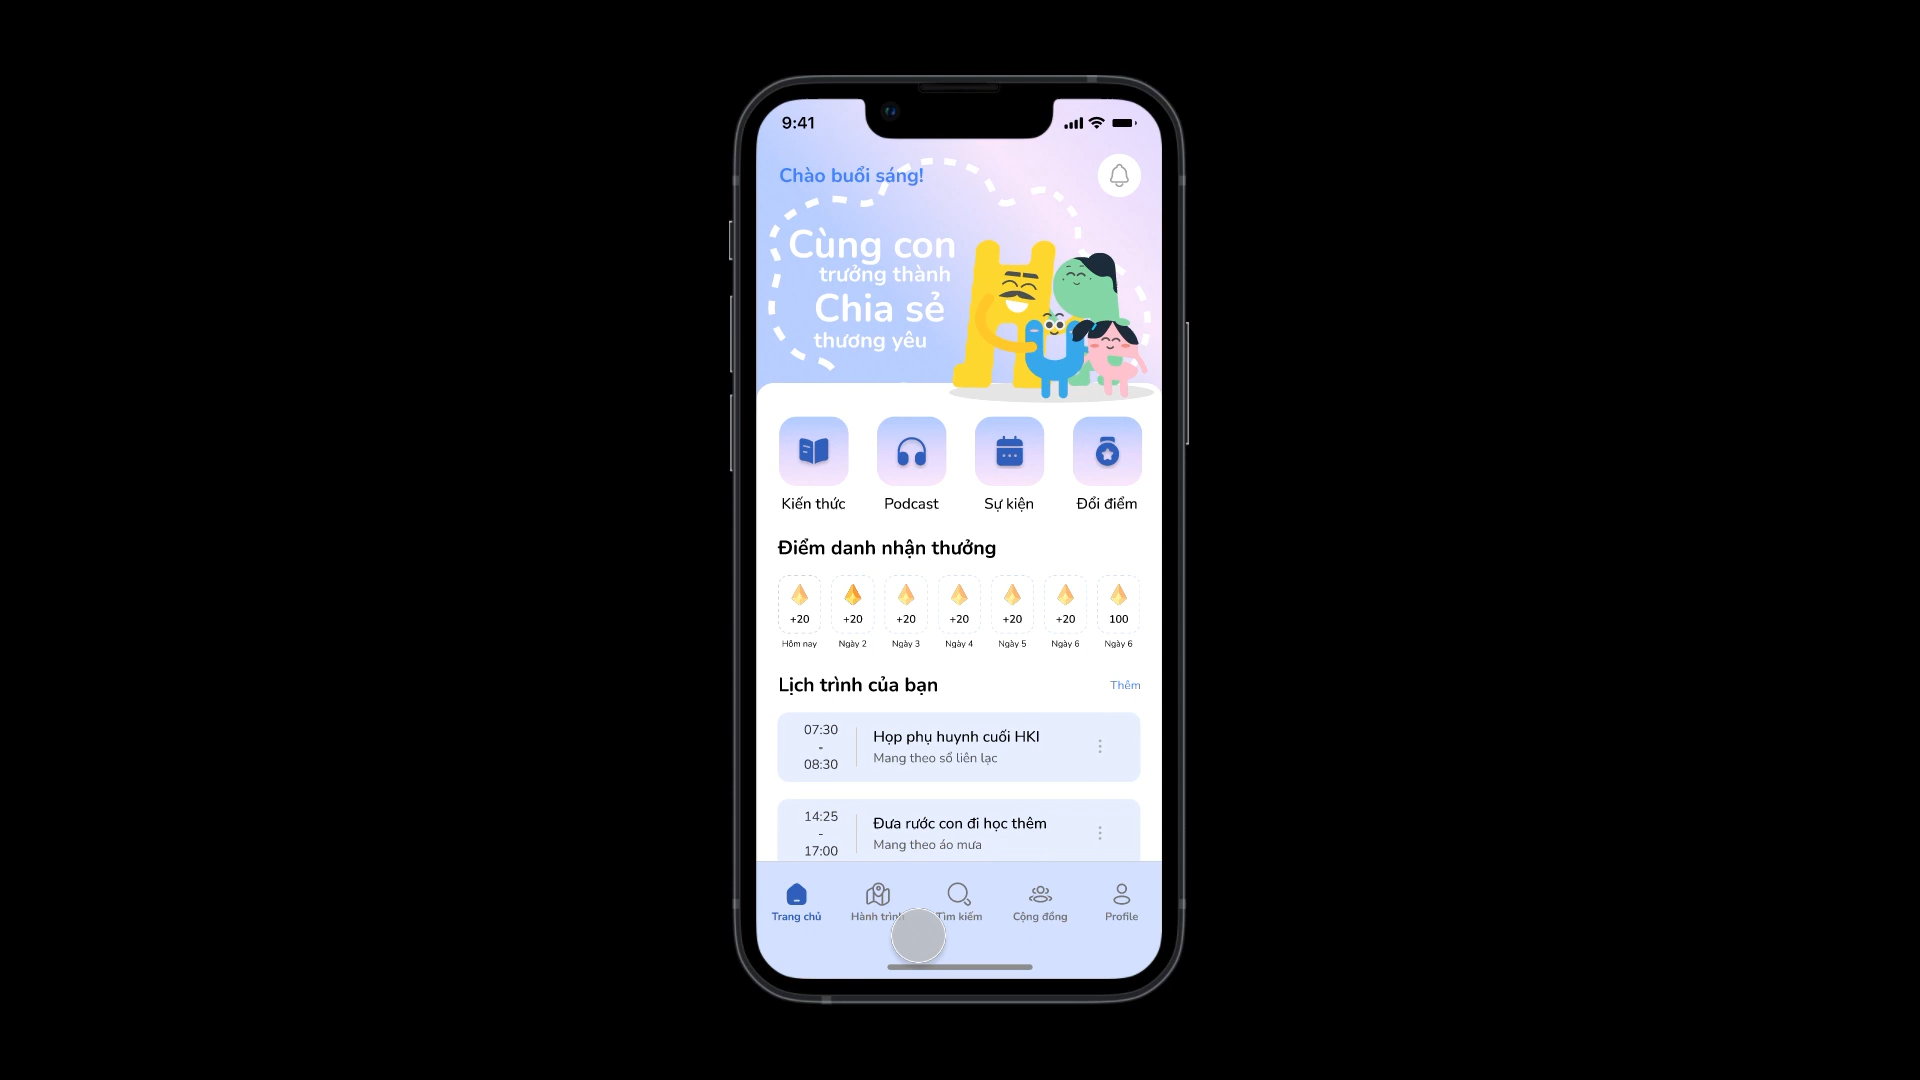 9:41
Chào buổi sáng!
Cùng con
trưởng thành
Chia sẻ
thương yêu
Kiến thức
Podcast
Sự kiện
Đổi điểm
Điểm danh nhận thưởng
+20
+20
+20
+20
+20
+20
100
Hôm nay
Ngày 2
Ngày 3
Ngày 4
Ngày 5
Ngày 6
Ngày 6
Lịch trình của bạn
Thêm
07:30
-
08:30
Họp phụ huynh cuối HKI
Mang theo sổ liên lạc
14:25
-
17:00
Đưa rước con đi học thêm
Mang theo áo mưa
Trang chủ
Hành trình
Tìm kiếm
Cộng đồng
Profile